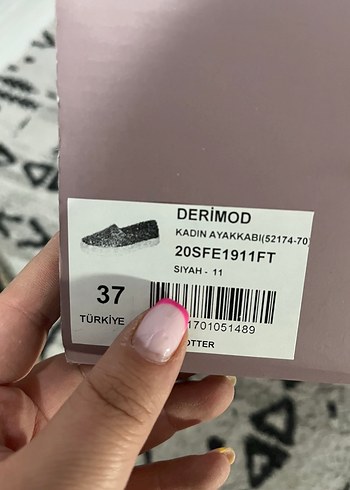 DERİMOD
KADIN AYAKKABI(52174-70
20SFE1911FT
SIYAH - 11
37
TÜRKİYE
1701051489
OTTER